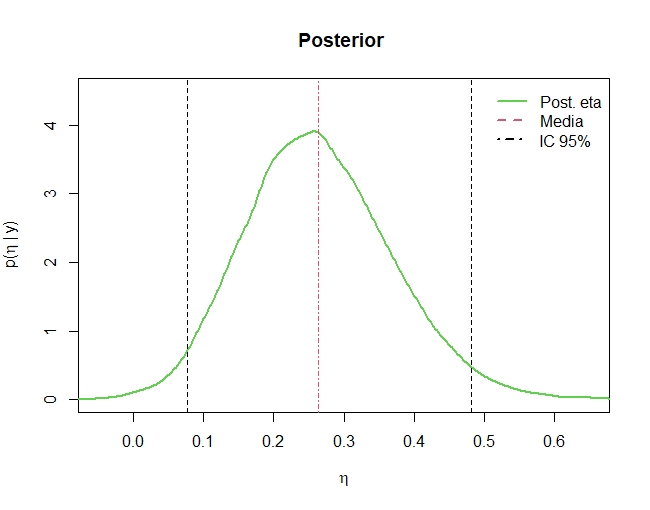 Posterior
Post. eta
Media
IC 95%
p(η | y)
4
3
2
1
0
0.0 0.1 0.2 0.3 0.4 0.5 0.6
η